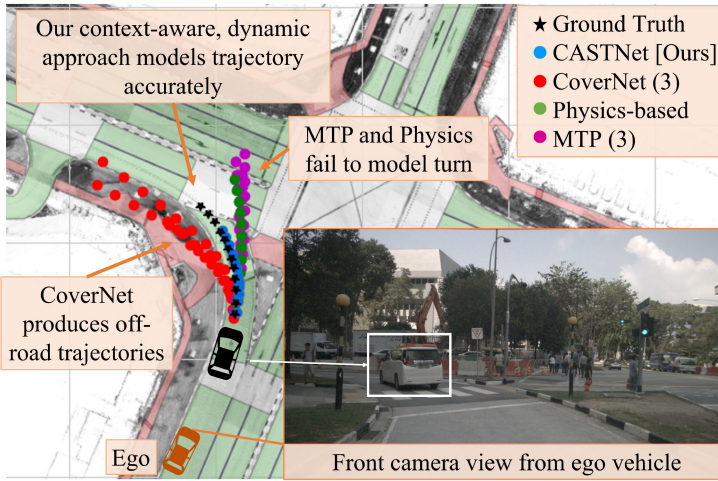 Our context-aware, dynamic
approach models trajectory
accurately
Ground Truth
CASTNet [Ours]
CoverNet (3)
Physics-based
MTP (3)
MTP and Physics
fail to model turn
CoverNet
produces off-
road trajectories
Ego
Front camera view from ego vehicle